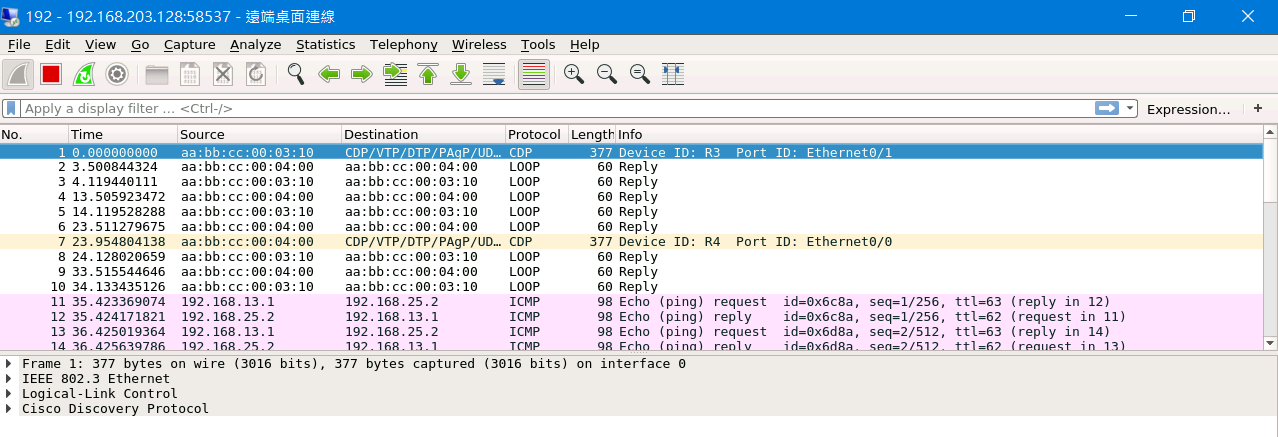 192 - 192.168.203.128:58537 - 遠端桌面連線
File Edit View Go Capture Analyze Statistics Telephony Wireless Tools Help
Apply a display filter ... <Ctrl-/> Expression... +
No. Time Source Destination Protocol Length Info
1 0.000000000 aa:bb:cc:00:03:10 CDP/VTP/DTP/PAgP/UD... CDP 377 Device ID: R3 Port ID: Ethernet0/1
2 3.500844324 aa:bb:cc:00:04:00 aa:bb:cc:00:04:00 LOOP 60 Reply
3 4.119440111 aa:bb:cc:00:03:10 aa:bb:cc:00:03:10 LOOP 60 Reply
4 13.505923472 aa:bb:cc:00:04:00 aa:bb:cc:00:04:00 LOOP 60 Reply
5 14.119528288 aa:bb:cc:00:03:10 aa:bb:cc:00:03:10 LOOP 60 Reply
6 23.511279675 aa:bb:cc:00:04:00 aa:bb:cc:00:04:00 LOOP 60 Reply
7 23.954804138 aa:bb:cc:00:04:00 CDP/VTP/DTP/PAgP/UD... CDP 377 Device ID: R4 Port ID: Ethernet0/0
8 24.128020659 aa:bb:cc:00:03:10 aa:bb:cc:00:03:10 LOOP 60 Reply
9 33.515544646 aa:bb:cc:00:04:00 aa:bb:cc:00:04:00 LOOP 60 Reply
10 34.133435126 aa:bb:cc:00:03:10 aa:bb:cc:00:03:10 LOOP 60 Reply
11 35.423369074 192.168.13.1 192.168.25.2 ICMP 98 Echo (ping) request id=0x6c8a, seq=1/256, ttl=63 (reply in 12)
12 35.424171821 192.168.25.2 192.168.13.1 ICMP 98 Echo (ping) reply id=0x6c8a, seq=1/256, ttl=62 (request in 11)
13 36.425019364 192.168.13.1 192.168.25.2 ICMP 98 Echo (ping) request id=0x6d8a, seq=2/512, ttl=63 (reply in 14)
14 36.425639786 192.168.25.2 192.168.13.1 ICMP 98 Echo (ping) reply id=0x6d8a, seq=2/512, ttl=62 (request in 13)
Frame 1: 377 bytes on wire (3016 bits), 377 bytes captured (3016 bits) on interface 0
IEEE 802.3 Ethernet
Logical-Link Control
Cisco Discovery Protocol